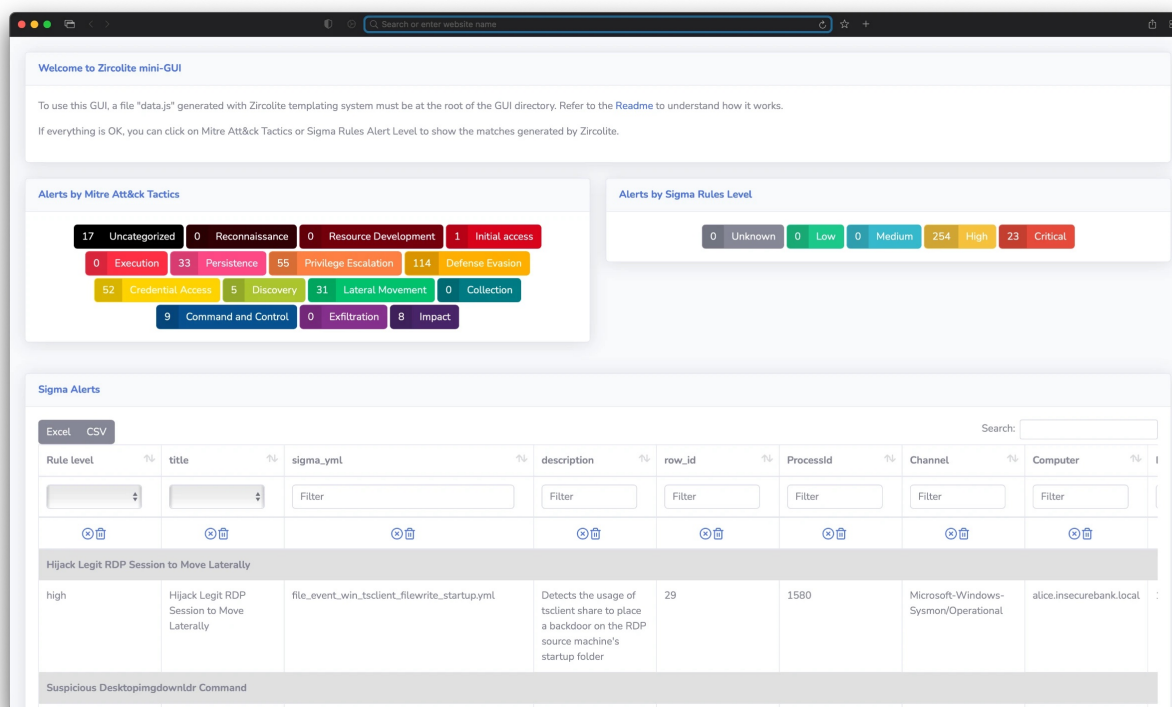 Search or enter website name
Welcome to Zircolite mini-GUI
To use this GUI, a file "data.js" generated with Zircolite templating system must be at the root of the GUI directory. Refer to the Readme to understand how it works.
If everything is OK, you can click on Mitre Att&ck Tactics or Sigma Rules Alert Level to show the matches generated by Zircolite.
Alerts by Mitre Att&ck Tactics
17 Uncategorized 0 Reconnaissance 0 Resource Development 1 Initial access
0 Execution 33 Persistence 55 Privilege Escalation 114 Defense Evasion
52 Credential Access 5 Discovery 31 Lateral Movement 0 Collection
9 Command and Control 0 Exfiltration 8 Impact
Alerts by Sigma Rules Level
0 Unknown 0 Low 0 Medium 254 High 23 Critical
Sigma Alerts
Excel CSV
Search:
Rule level title sigma_yml description row_id ProcessId Channel Computer
Filter Filter Filter Filter Filter Filter
Hijack Legit RDP Session to Move Laterally
high
Hijack Legit RDP
Session to Move
Laterally
file_event_win_tsclient_filewrite_startup.yml
Detects the usage of
tsclient share to place
a backdoor on the RDP
source machine's
startup folder
29
1580
Microsoft-Windows-
Sysmon/Operational
alice.insecurebank.local
Suspicious Desktopimgdownldr Command